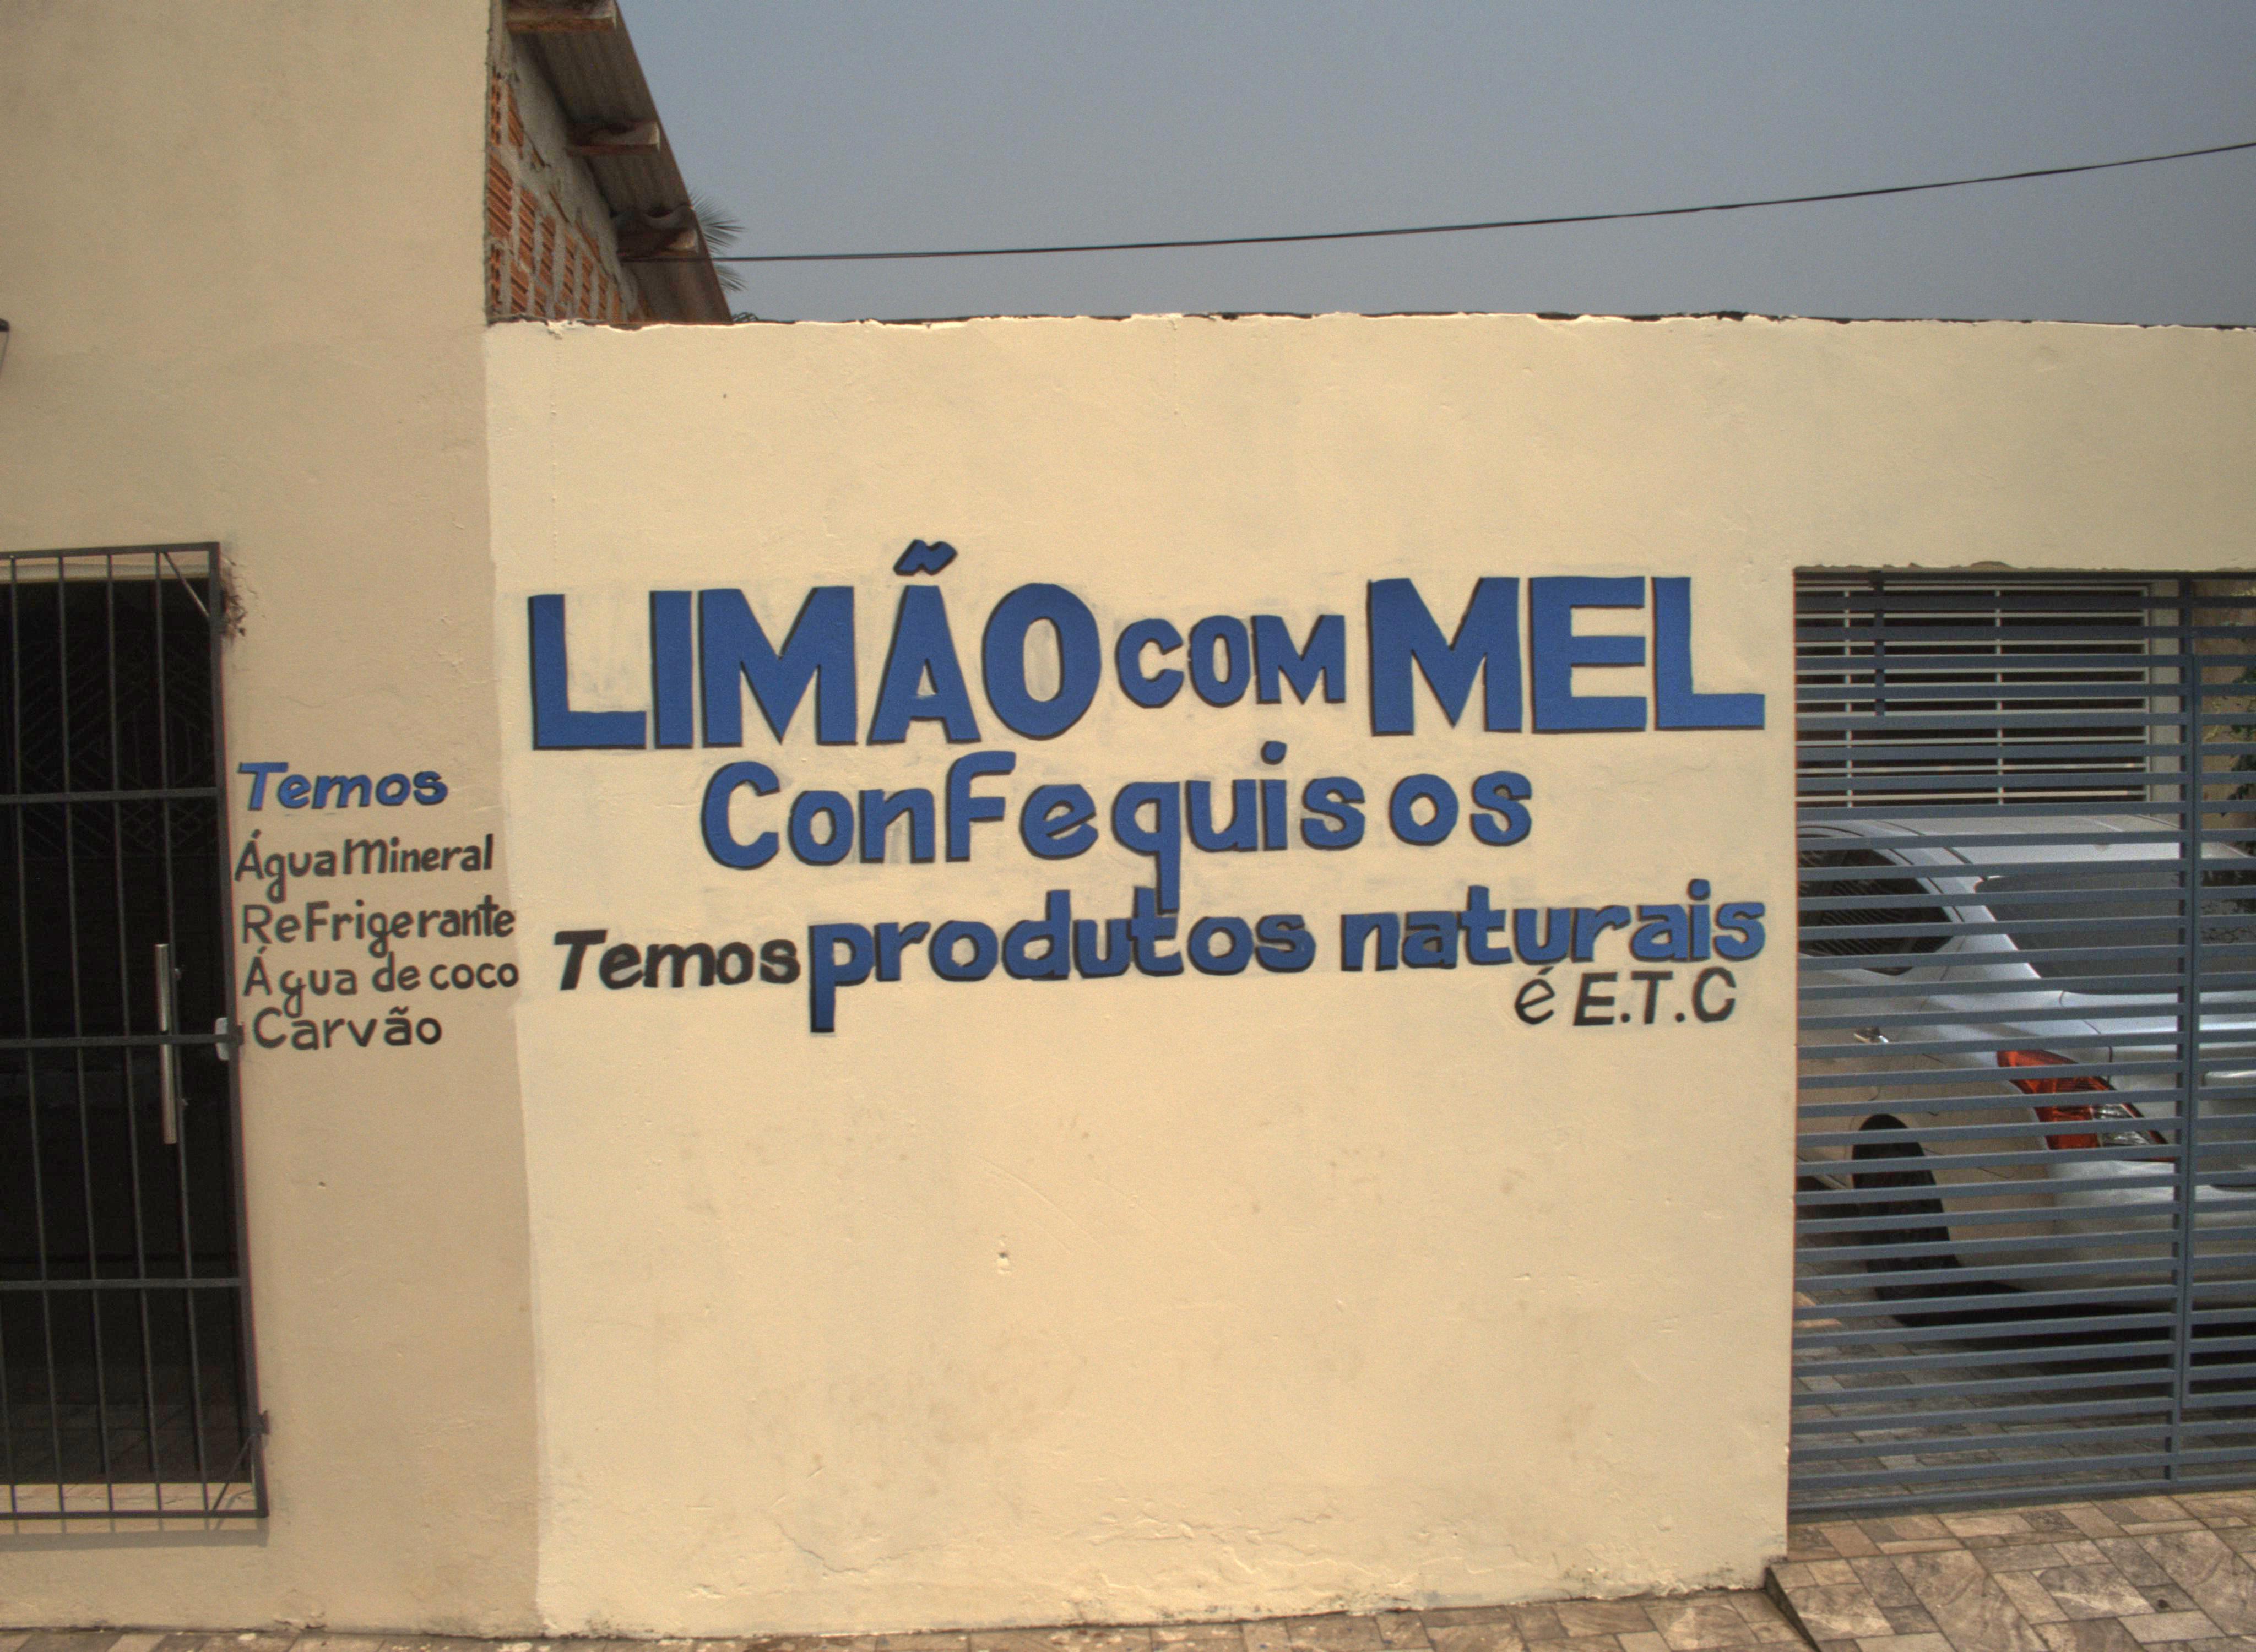 Temos
Água Mineral
ReFrigerante
Água de coco
Carvão
LIMÃO COM MEL
ConFequisos
Temos produtos naturais
é E.T.C